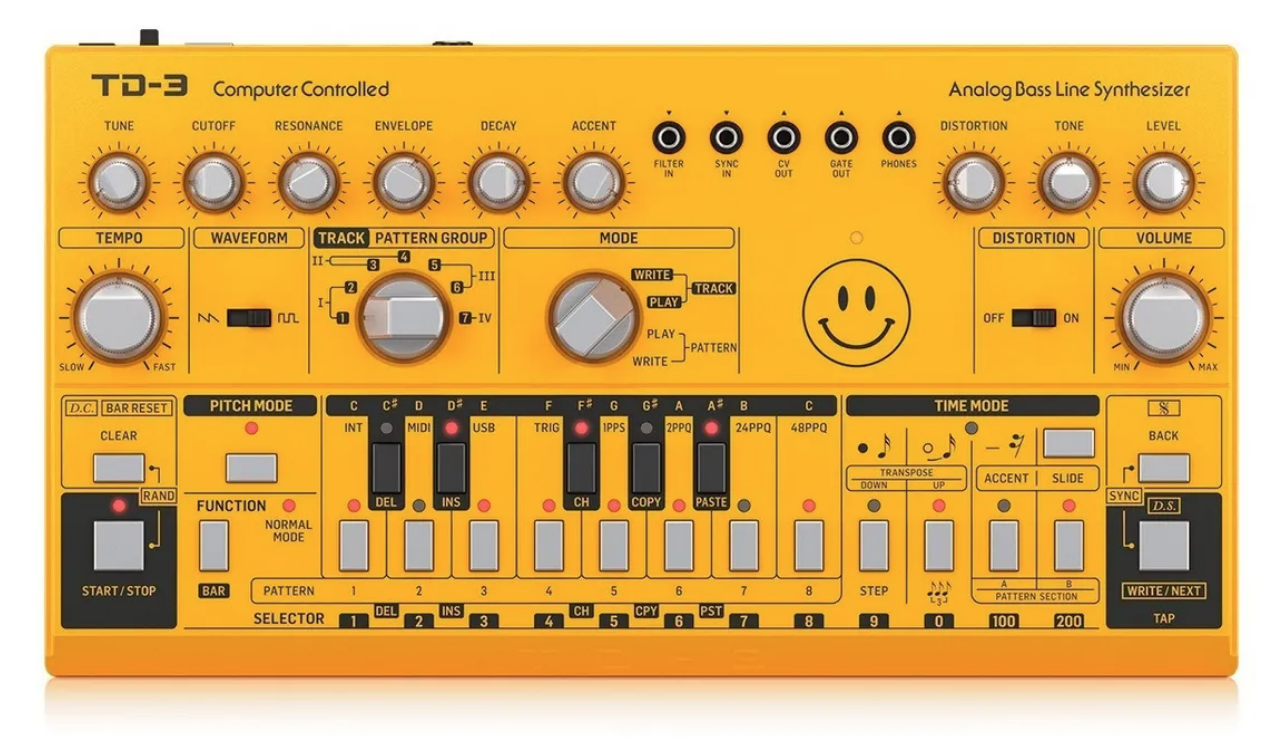 TD-3 Computer Controlled
Analog Bass Line Synthesizer
TUNE CUTOFF RESONANCE ENVELOPE DECAY ACCENT
FILTER IN
SYNC IN
CV OUT
GATE OUT
PHONES
DISTORTION TONE LEVEL
TEMPO
SLOW FAST
WAVEFORM
TRACK PATTERN GROUP
I II III IV
1 2 3 4 5 6 7
MODE
WRITE
PLAY
TRACK
PLAY
WRITE
PATTERN
DISTORTION
OFF ON
VOLUME
MIN MAX
D.C. BAR RESET
CLEAR
RAND
START/STOP
PITCH MODE
FUNCTION
NORMAL
MODE
BAR
C C# D D# E F F# G G# A A# B C
INT MIDI USB TRIG 1PPS 2PPQ 24PPQ 48PPQ
DEL INS CH COPY PASTE
PATTERN 1 2 3 4 5 6 7 8
SELECTOR 1 DEL 2 INS 3 4 CH 5 CPY 6 PST 7 8 9 0 100 200
TIME MODE
TRANSPOSE
DOWN UP
ACCENT SLIDE
STEP
3
A B
PATTERN SECTION
BACK
SYNC
D.S.
WRITE/NEXT
TAP
TD-3